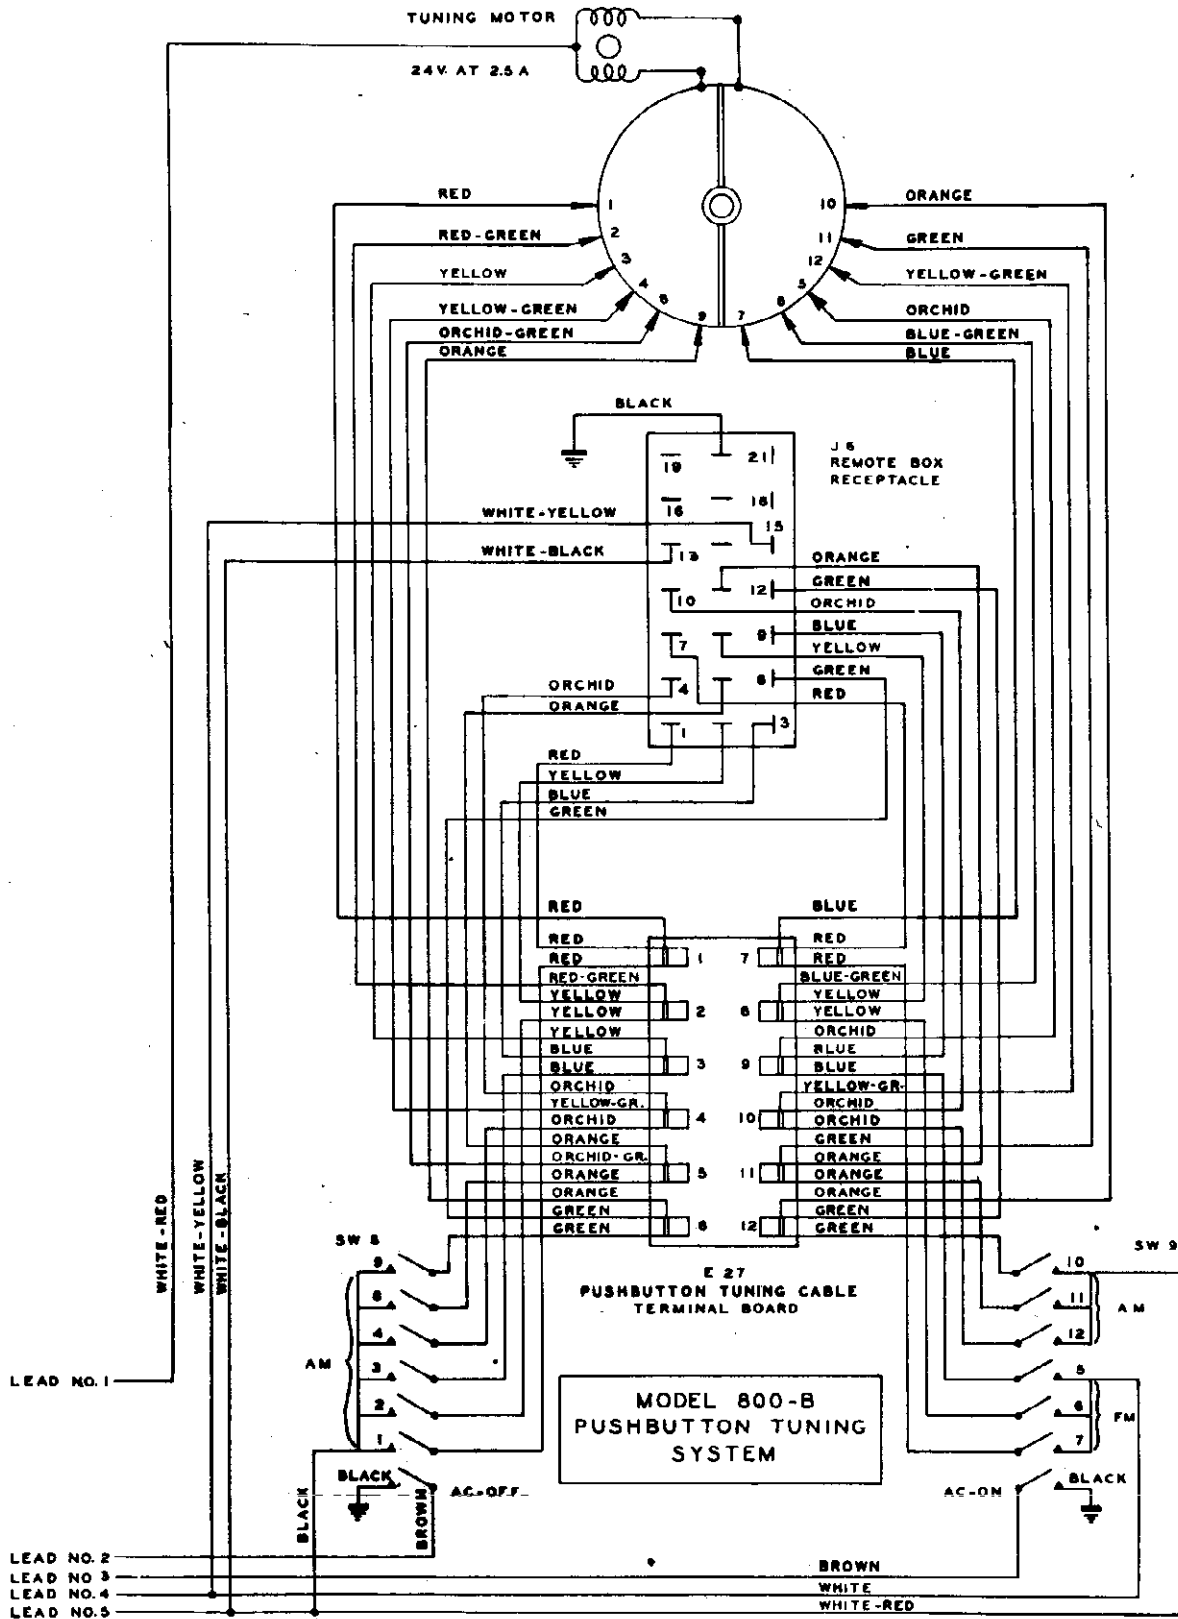 TUNING MOTOR
24V. AT 2.5 A
RED
1
10
ORANGE
RED-GREEN
2
11
GREEN
YELLOW
3
12
YELLOW-GREEN
YELLOW-GREEN
4
5
ORCHID
ORCHID-GREEN
8
6
BLUE-GREEN
ORANGE
9
7
BLUE
BLACK
J 6
REMOTE BOX
RECEPTACLE
19
21
16
18
WHITE-YELLOW
15
WHITE-BLACK
13
ORANGE
12
GREEN
10
ORCHID
9
BLUE
7
YELLOW
GREEN
ORCHID
4
6
RED
ORANGE
1
3
RED
YELLOW
BLUE
GREEN
RED
BLUE
RED
RED
RED
1
7
RED
RED-GREEN
BLUE-GREEN
YELLOW
YELLOW
YELLOW
2
8
YELLOW
YELLOW
ORCHID
BLUE
BLUE
BLUE
3
9
BLUE
ORCHID
YELLOW-GR.
YELLOW-GR.
ORCHID
ORCHID
4
10
ORCHID
ORANGE
GREEN
ORCHID-GR.
ORANGE
ORANGE
5
11
ORANGE
ORANGE
ORANGE
GREEN
GREEN
GREEN
6
12
GREEN
WHITE-RED
WHITE-YELLOW
WHITE-BLACK
SW 8
SW 9
E 27
PUSHBUTTON TUNING CABLE
TERMINAL BOARD
9
8
4
3
2
1
AM
10
11
12
AM
5
6
7
FM
LEAD NO. 1
MODEL 800-B
PUSHBUTTON TUNING
SYSTEM
BLACK
AC-OFF
AC-ON
BLACK
BLACK
BROWN
LEAD NO. 2
LEAD NO 3
BROWN
LEAD NO. 4
WHITE
LEAD NO. 5
WHITE-RED